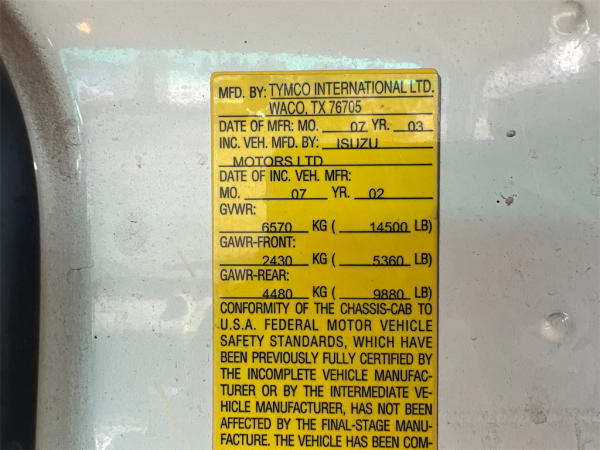 MFD. BY: TYMCO INTERNATIONAL LTD.
WACO, TX 76705
DATE OF MFR: MO. 07 YR. 03
INC. VEH. MFD. BY: ISUZU
MOTORS LTD
DATE OF INC. VEH. MFR:
MO. 07 YR. 02
GVWR:
6570 KG ( 14500 LB)
GAWR-FRONT:
2430 KG ( 5360 LB)
GAWR-REAR:
4480 KG ( 9880 LB)
CONFORMITY OF THE CHASSIS-CAB TO
U.S.A. FEDERAL MOTOR VEHICLE
SAFETY STANDARDS, WHICH HAVE
BEEN PREVIOUSLY FULLY CERTIFIED BY
THE INCOMPLETE VEHICLE MANUFAC-
TURER OR BY THE INTERMEDIATE VE-
HICLE MANUFACTURER, HAS NOT BEEN
AFFECTED BY THE FINAL-STAGE MANU-
FACTURE. THE VEHICLE HAS BEEN COM-